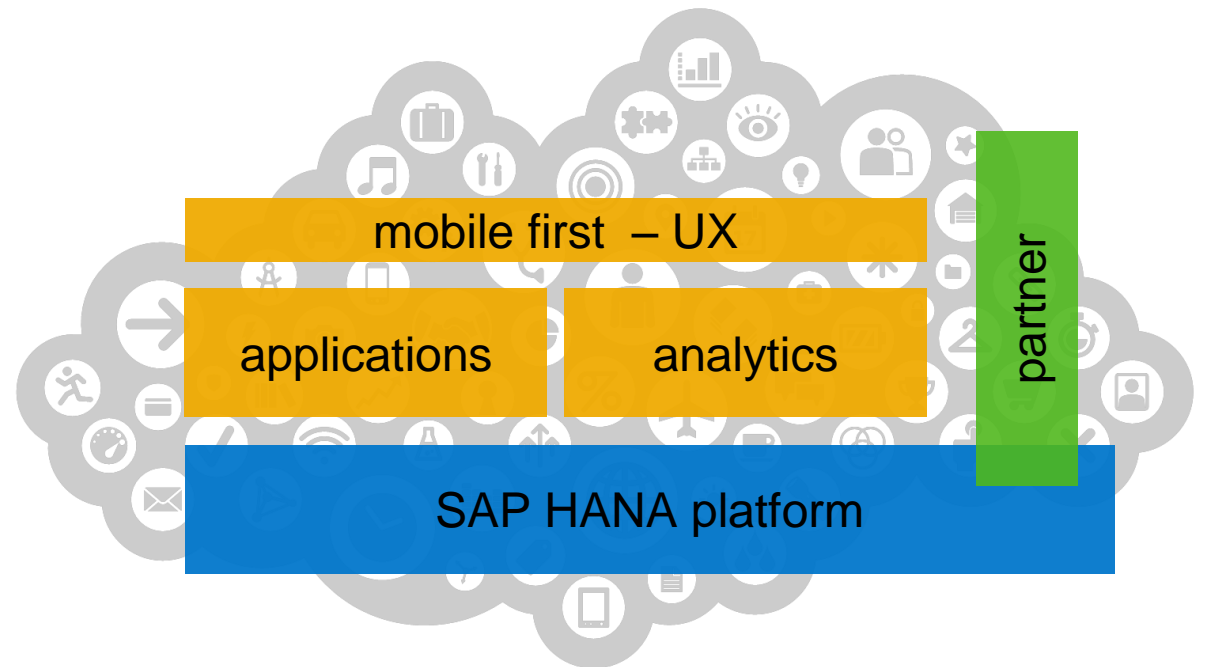 mobile first – UX
applications
analytics
partner
SAP HANA platform